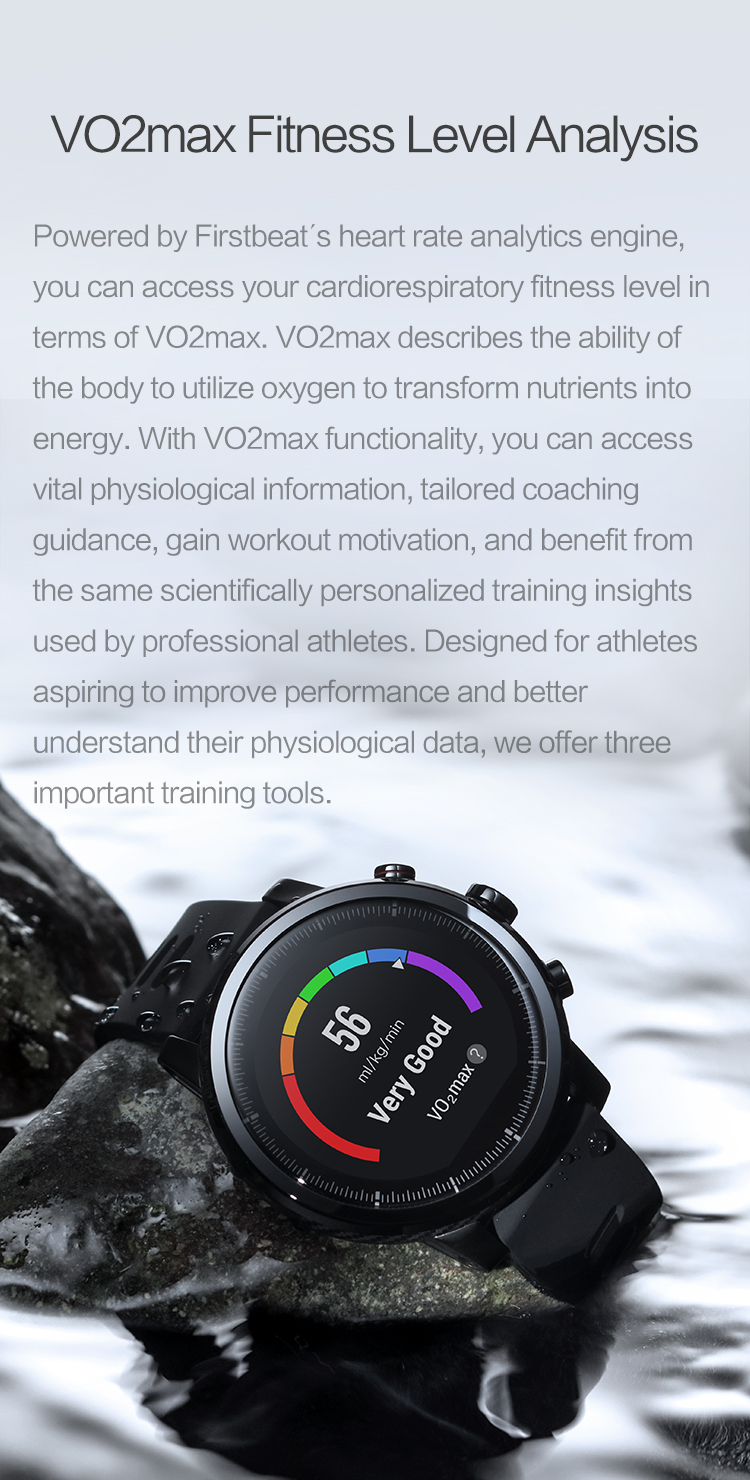 VO2max Fitness Level Analysis
Powered by Firstbeat´s heart rate analytics engine,
you can access your cardiorespiratory fitness level in
terms of VO2max. VO2max describes the ability of
the body to utilize oxygen to transform nutrients into
energy. With VO2max functionality, you can access
vital physiological information, tailored coaching
guidance, gain workout motivation, and benefit from
the same scientifically personalized training insights
used by professional athletes. Designed for athletes
aspiring to improve performance and better
understand their physiological data, we offer three
important training tools.
56
ml/kg/min
Very Good
VO₂max ?